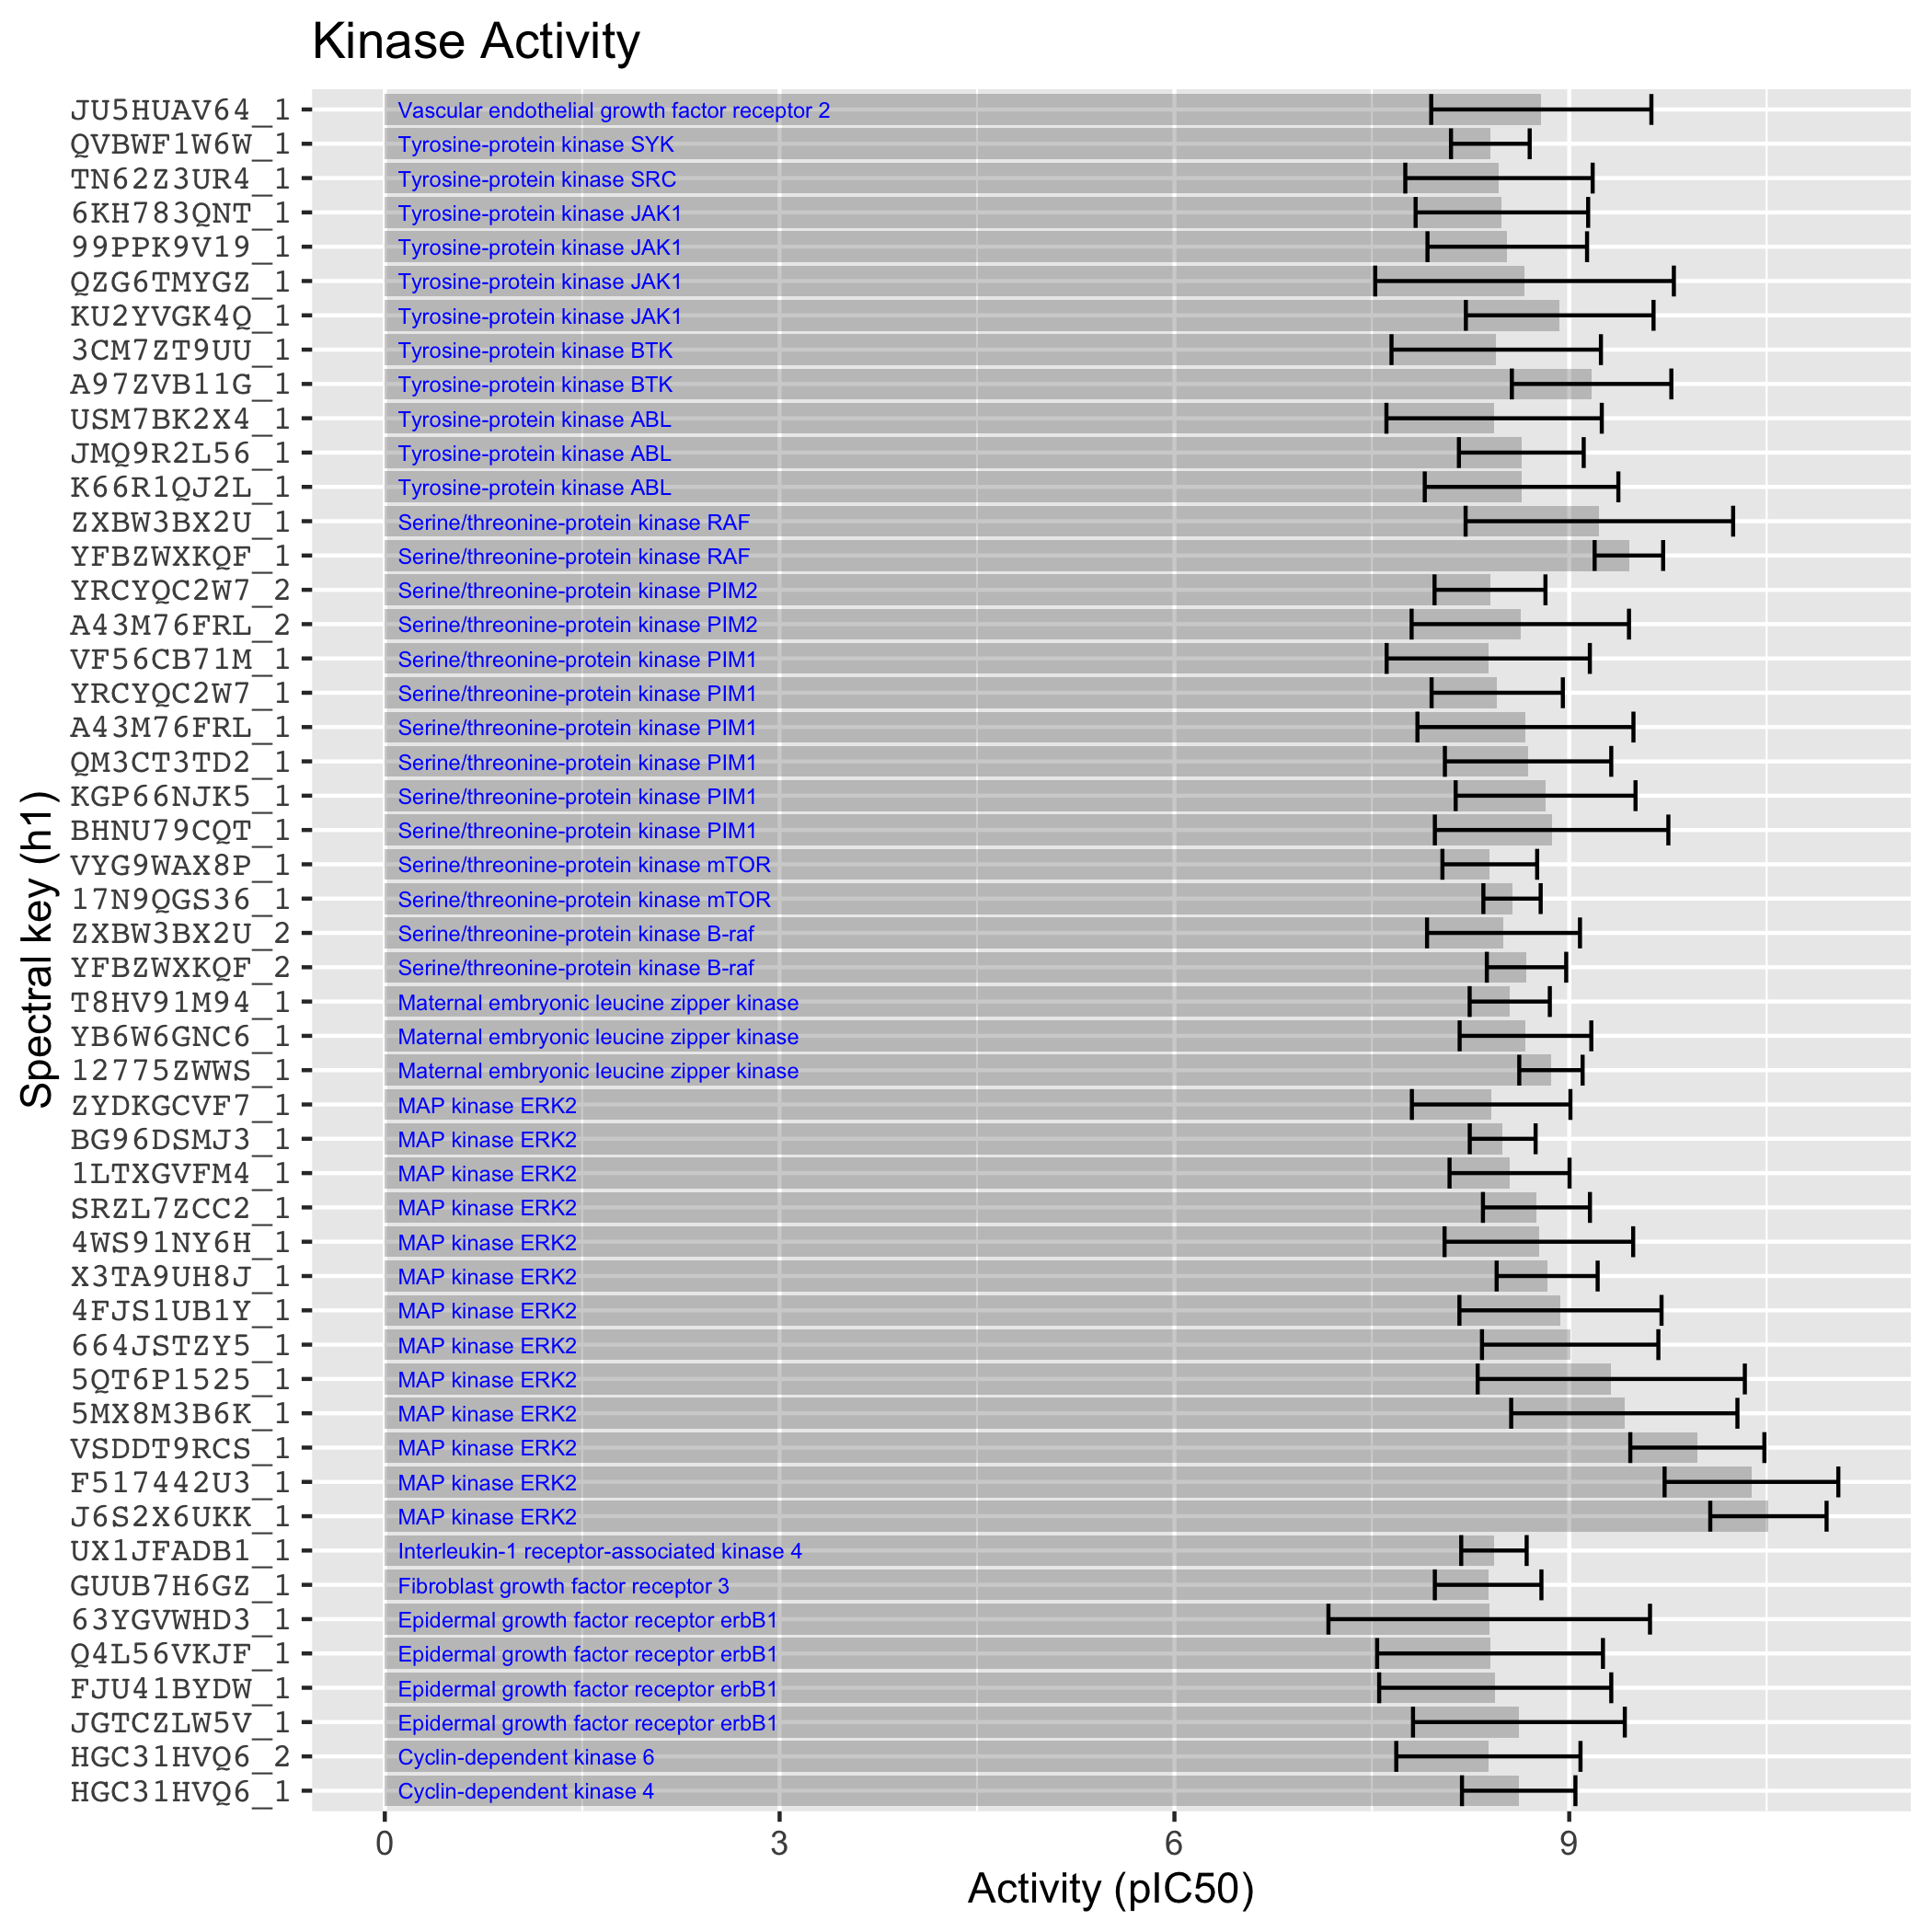 Kinase Activity
JU5HUAV64_1 Vascular endothelial growth factor receptor 2
QVBWF1W6W_1 Tyrosine-protein kinase SYK
TN62Z3UR4_1 Tyrosine-protein kinase SRC
6KH783QNT_1 Tyrosine-protein kinase JAK1
99PPK9V19_1 Tyrosine-protein kinase JAK1
QZG6TMYGZ_1 Tyrosine-protein kinase JAK1
KU2YVGK4Q_1 Tyrosine-protein kinase JAK1
3CM7ZT9UU_1 Tyrosine-protein kinase BTK
A97ZVB11G_1 Tyrosine-protein kinase BTK
USM7BK2X4_1 Tyrosine-protein kinase ABL
JMQ9R2L56_1 Tyrosine-protein kinase ABL
K66R1QJ2L_1 Tyrosine-protein kinase ABL
ZXBW3BX2U_1 Serine/threonine-protein kinase RAF
YFBZWXKQF_1 Serine/threonine-protein kinase RAF
YRCYQC2W7_2 Serine/threonine-protein kinase PIM2
A43M76FRL_2 Serine/threonine-protein kinase PIM2
VF56CB71M_1 Serine/threonine-protein kinase PIM1
YRCYQC2W7_1 Serine/threonine-protein kinase PIM1
A43M76FRL_1 Serine/threonine-protein kinase PIM1
QM3CT3TD2_1 Serine/threonine-protein kinase PIM1
KGP66NJK5_1 Serine/threonine-protein kinase PIM1
BHNU79CQT_1 Serine/threonine-protein kinase PIM1
VYG9WAX8P_1 Serine/threonine-protein kinase mTOR
17N9QGS36_1 Serine/threonine-protein kinase mTOR
ZXBW3BX2U_2 Serine/threonine-protein kinase B-raf
YFBZWXKQF_2 Serine/threonine-protein kinase B-raf
T8HV91M94_1 Maternal embryonic leucine zipper kinase
YB6W6GNC6_1 Maternal embryonic leucine zipper kinase
12775ZWWS_1 Maternal embryonic leucine zipper kinase
ZYDKGCVF7_1 MAP kinase ERK2
BG96DSMJ3_1 MAP kinase ERK2
1LTXGVFM4_1 MAP kinase ERK2
SRZL7ZCC2_1 MAP kinase ERK2
4WS91NY6H_1 MAP kinase ERK2
X3TA9UH8J_1 MAP kinase ERK2
4FJS1UB1Y_1 MAP kinase ERK2
664JSTZY5_1 MAP kinase ERK2
5QT6P1525_1 MAP kinase ERK2
5MX8M3B6K_1 MAP kinase ERK2
VSDDT9RCS_1 MAP kinase ERK2
F517442U3_1 MAP kinase ERK2
J6S2X6UKK_1 MAP kinase ERK2
UX1JFADB1_1 Interleukin-1 receptor-associated kinase 4
GUUB7H6GZ_1 Fibroblast growth factor receptor 3
63YGVWHD3_1 Epidermal growth factor receptor erbB1
Q4L56VKJF_1 Epidermal growth factor receptor erbB1
FJU41BYDW_1 Epidermal growth factor receptor erbB1
JGTCZLW5V_1 Epidermal growth factor receptor erbB1
HGC31HVQ6_2 Cyclin-dependent kinase 6
HGC31HVQ6_1 Cyclin-dependent kinase 4
Spectral key (h1)
0 3 6 9
Activity (pIC50)